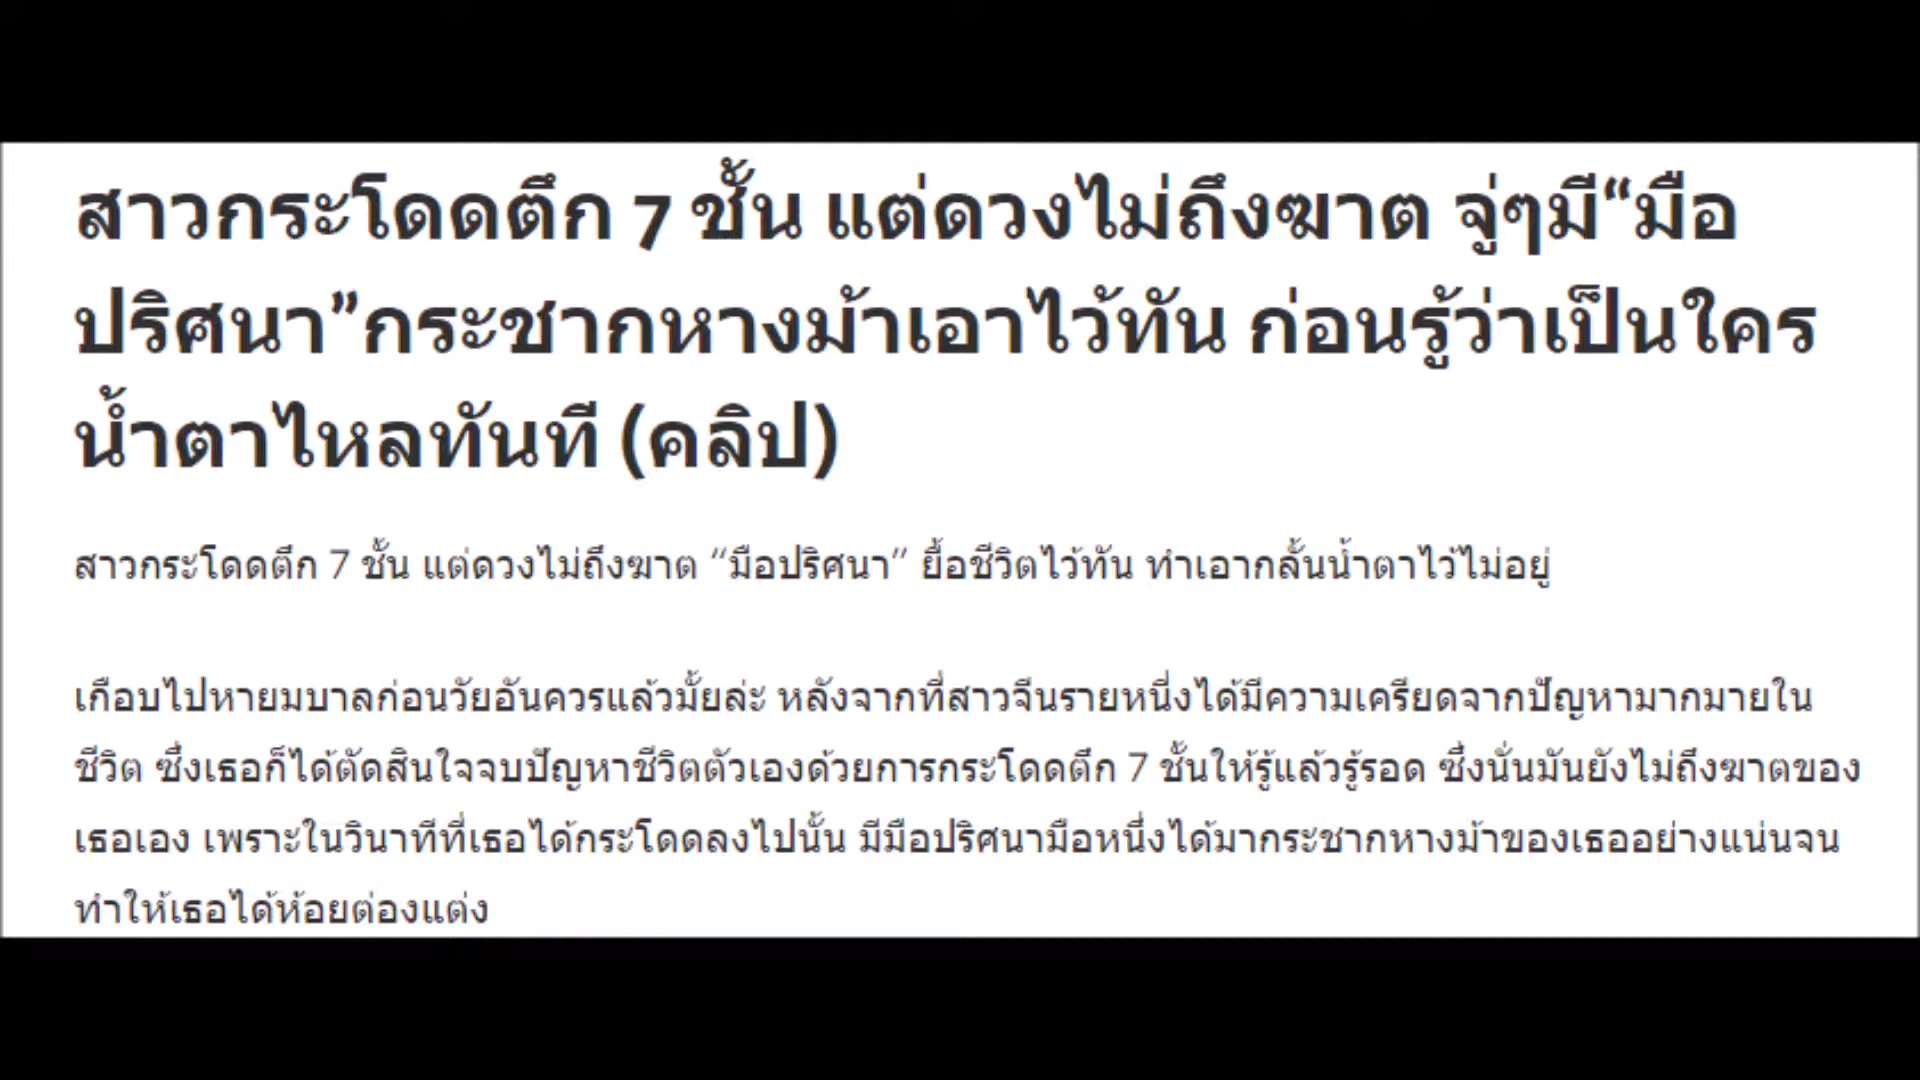 สาวกระโดดตึก 7 ชั้น แต่ดวงไม่ถึงฆาต จู่ๆมี“มือ
ปริศนา”กระชากหางม้าเอาไว้ทัน ก่อนรู้ว่าเป็นใคร
น้ำตาไหลทันที (คลิป)
สาวกระโดดตึก 7 ชั้น แต่ดวงไม่ถึงฆาต “มือปริศนา” ยื้อชีวิตไว้ทัน ทำเอากลั้นน้ำตาไว้ไม่อยู่
เกือบไปหายมบาลก่อนวัยอันควรแล้วมั้ยล่ะ หลังจากที่สาวจีนรายหนึ่งได้มีความเครียดจากปัญหามากมายใน
ชีวิต ซึ่งเธอก็ได้ตัดสินใจจบปัญหาชีวิตตัวเองด้วยการกระโดดตึก 7 ชั้นให้รู้แล้วรู้รอด ซึ่งนั่นมันยังไม่ถึงฆาตของ
เธอเอง เพราะในวินาทีที่เธอได้กระโดดลงไปนั้น มีมือปริศนามือหนึ่งได้มากระชากหางม้าของเธออย่างแน่นจน
ทำให้เธอได้ห้อยต่องแต่ง